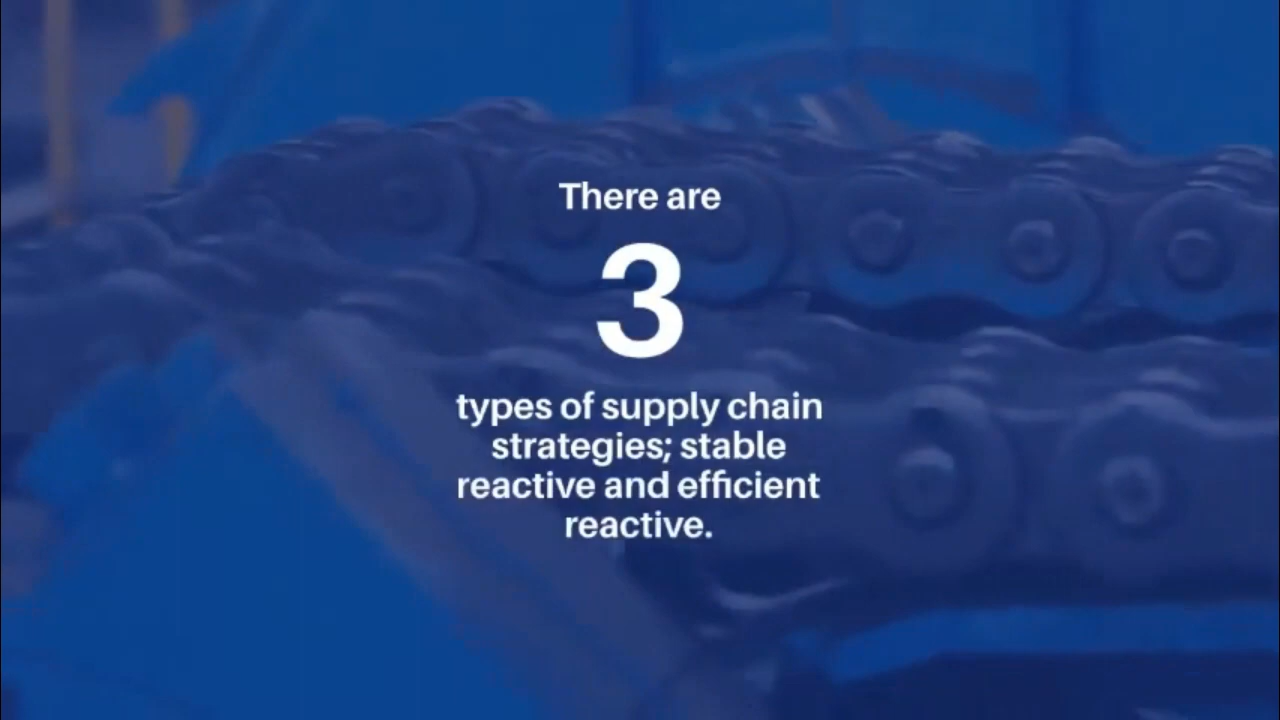 There are
3
types of supply chain
strategies; stable
reactive and efficient
reactive.